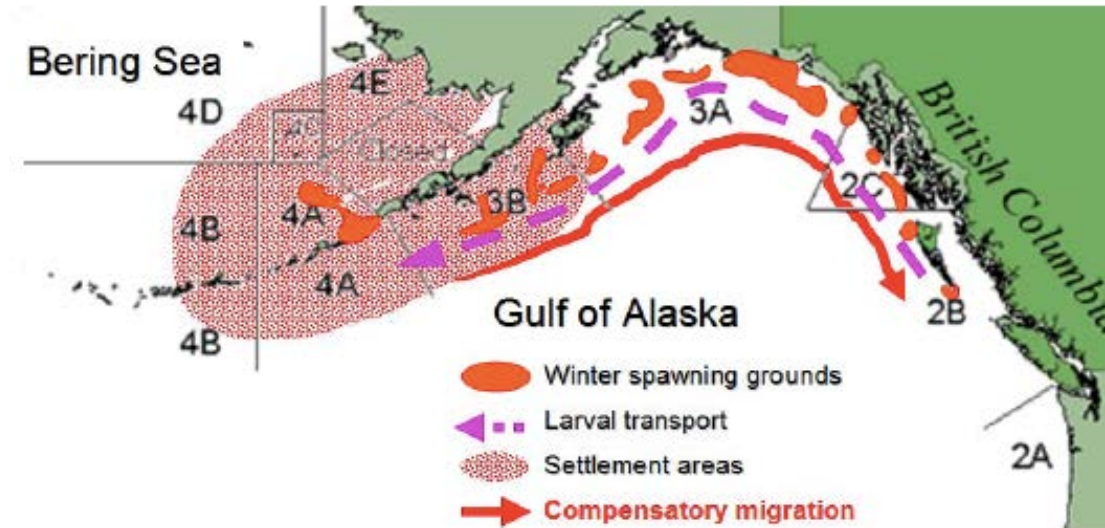 Bering Sea
4E
4D
4C
Closed
3A
British Columbia
4A
3B
2C
4B
4A
2B
4B
Gulf of Alaska
Winter spawning grounds
Larval transport
Settlement areas
2A
Compensatory migration